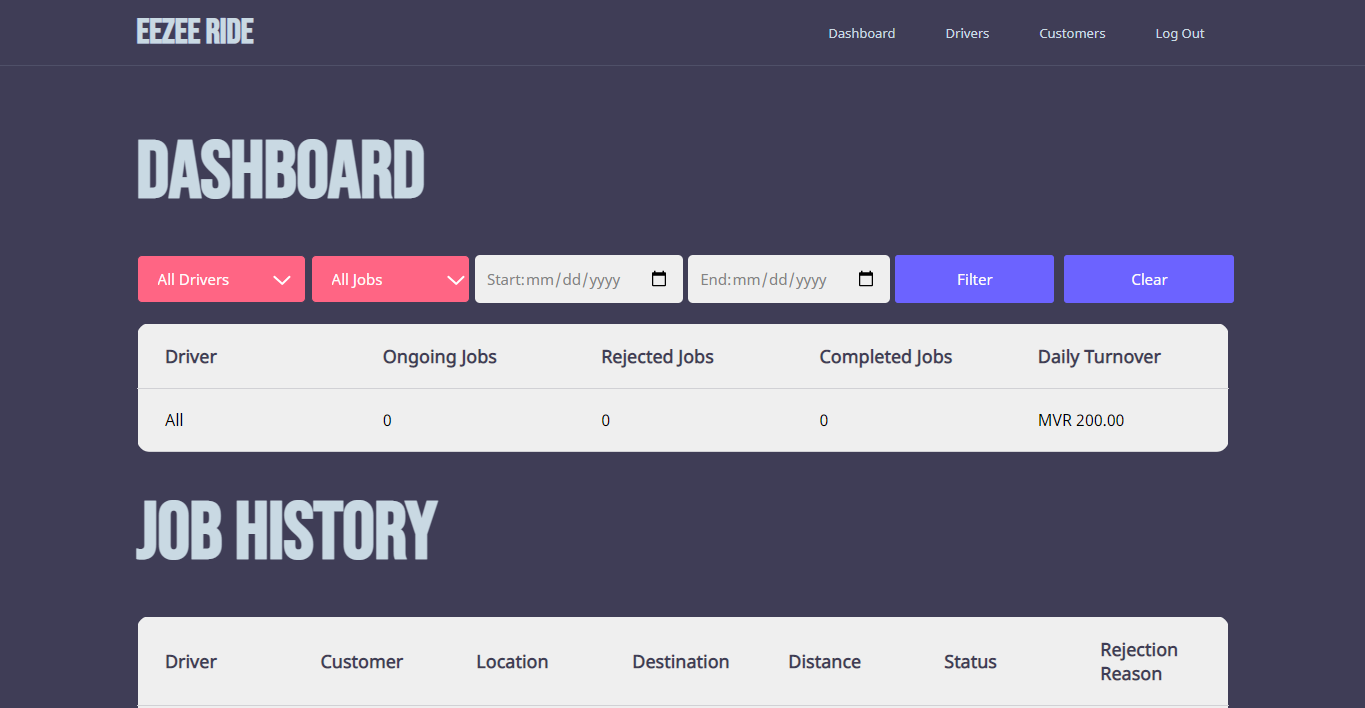 EEZEE RIDE Dashboard Drivers Customers Log Out
DASHBOARD
All Drivers All Jobs Start:mm/dd/yyyy End:mm/dd/yyyy Filter Clear
Driver Ongoing Jobs Rejected Jobs Completed Jobs Daily Turnover
All 0 0 0 MVR 200.00
JOB HISTORY
Driver Customer Location Destination Distance Status Rejection
Reason